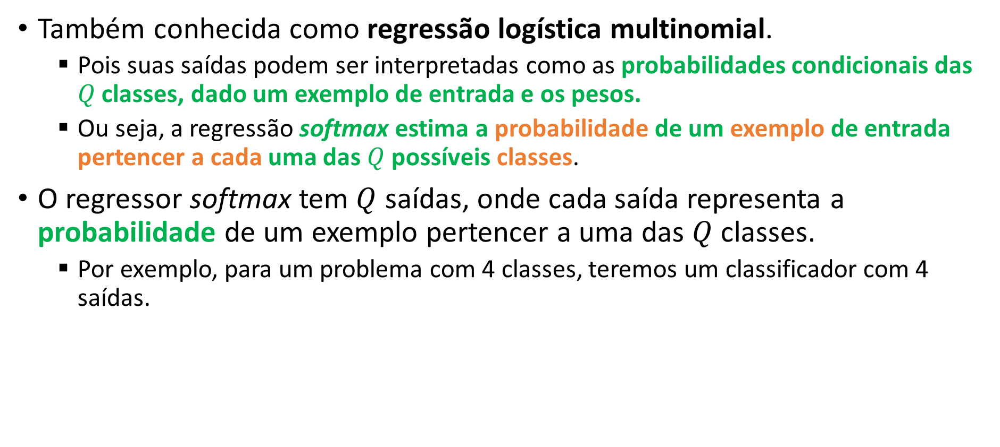 • Também conhecida como regressão logística multinomial.
▪ Pois suas saídas podem ser interpretadas como as probabilidades condicionais das
Q classes, dado um exemplo de entrada e os pesos.
▪ Ou seja, a regressão softmax estima a probabilidade de um exemplo de entrada
pertencer a cada uma das Q possíveis classes.
• O regressor softmax tem Q saídas, onde cada saída representa a
probabilidade de um exemplo pertencer a uma das Q classes.
▪ Por exemplo, para um problema com 4 classes, teremos um classificador com 4
saídas.